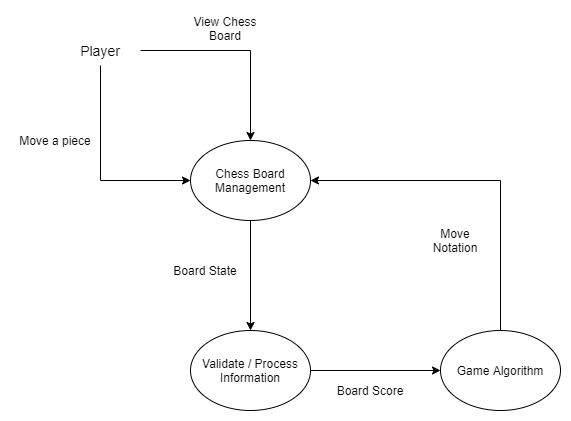 View Chess
Board
Player
Move a piece
Chess Board
Management
Move
Notation
Board State
Validate / Process
Information
Game Algorithm
Board Score